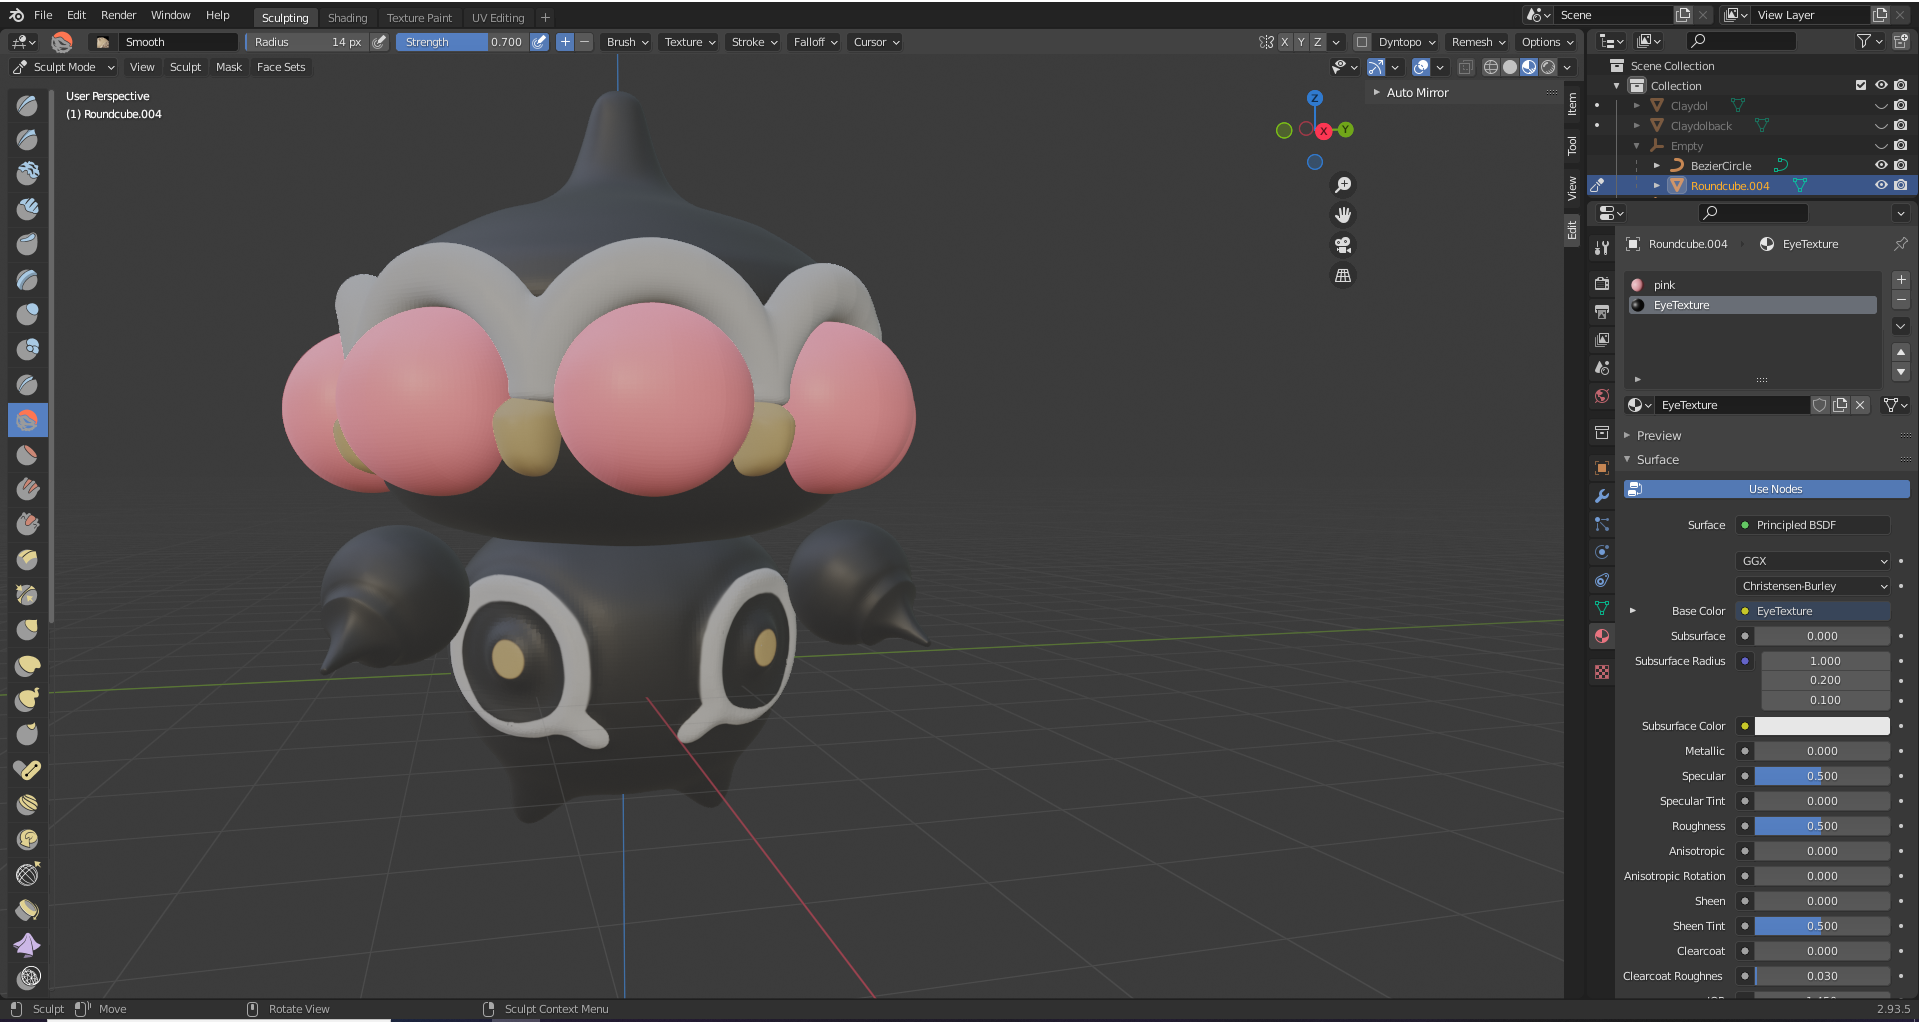 File Edit Render Window Help Sculpting Shading Texture Paint UV Editing + Scene View Layer
Smooth Radius 14 px Strength 0.700 Brush Texture Stroke Falloff Cursor X Y Z Dyntopo Remesh Options
Sculpt Mode View Sculpt Mask Face Sets
User Perspective
(1) Roundcube.004
Z
X
Y
Auto Mirror
Item
Tool
View
Edit
Scene Collection
Collection
Claydol
Claydolback
Empty
BezierCircle
Roundcube.004
Roundcube.004 EyeTexture
pink
EyeTexture
EyeTexture
Preview
Surface
Use Nodes
Surface Principled BSDF
GGX
Christensen-Burley
Base Color EyeTexture
Subsurface 0.000
Subsurface Radius 1.000
0.200
0.100
Subsurface Color
Metallic 0.000
Specular 0.500
Specular Tint 0.000
Roughness 0.500
Anisotropic 0.000
Anisotropic Rotation 0.000
Sheen 0.000
Sheen Tint 0.500
Clearcoat 0.000
Clearcoat Roughnes 0.030
Sculpt Move Rotate View Sculpt Context Menu 2.93.5